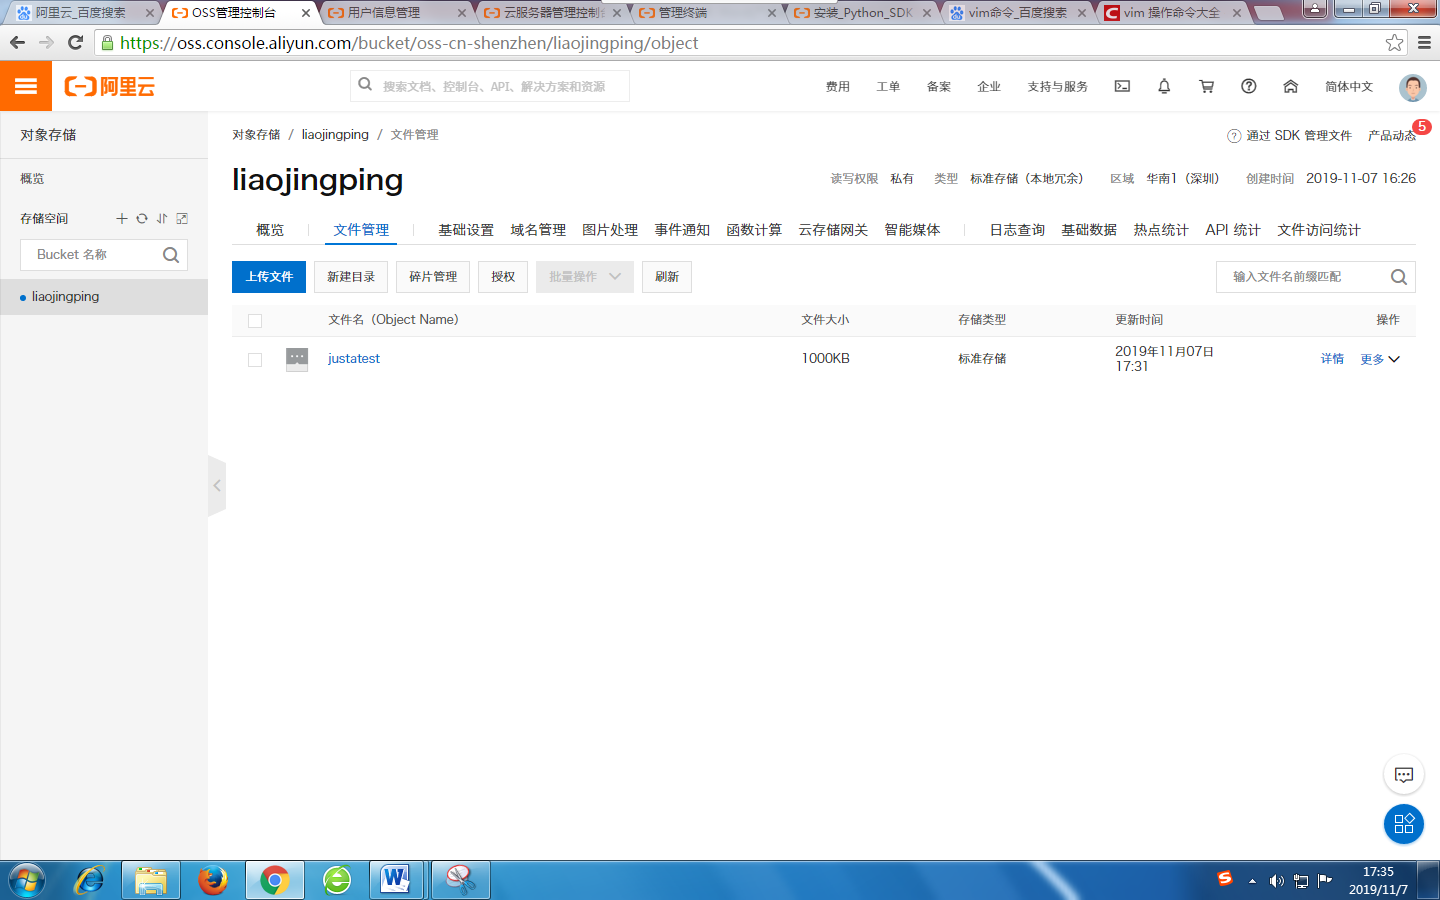 阿里云_百度搜索
OSS管理控制台
用户信息管理
云服务器管理控制台
管理终端
安装_Python_SDK
vim命令_百度搜索
vim 操作命令大全
https://oss.console.aliyun.com/bucket/oss-cn-shenzhen/liaojingping/object
阿里云
搜索文档、控制台、API、解决方案和资源
费用 工单 备案 企业 支持与服务 简体中文
对象存储
概览
存储空间
Bucket 名称
liaojingping
对象存储 / liaojingping / 文件管理
通过 SDK 管理文件 产品动态 5
liaojingping
读写权限 私有 类型 标准存储（本地冗余） 区域 华南1（深圳） 创建时间 2019-11-07 16:26
概览 文件管理 基础设置 域名管理 图片处理 事件通知 函数计算 云存储网关 智能媒体 日志查询 基础数据 热点统计 API 统计 文件访问统计
上传文件 新建目录 碎片管理 授权 批量操作 刷新 输入文件名前缀匹配
文件名（Object Name） 文件大小 存储类型 更新时间 操作
justatest 1000KB 标准存储 2019年11月07日 详情 更多
17:31
17:35
2019/11/7